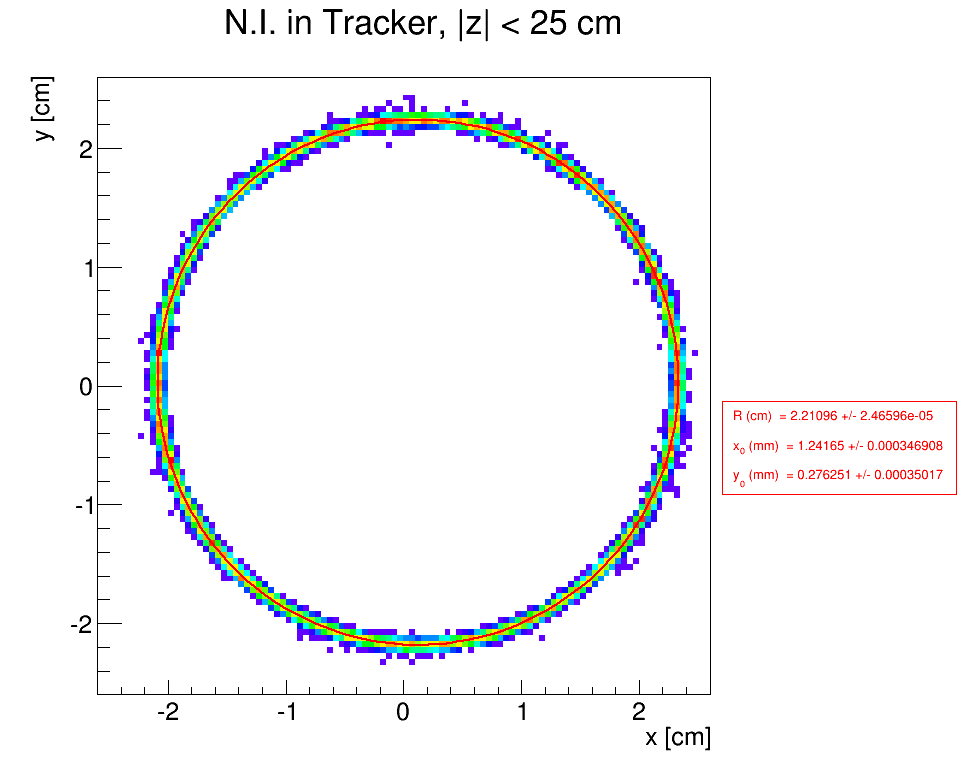 N.I. in Tracker, |z| < 25 cm
y [cm]
2
1
0
-1
-2
-2
-1
0
1
2
x [cm]
R (cm) = 2.21096 +/- 2.46596e-05
x0 (mm) = 1.24165 +/- 0.000346908
y0 (mm) = 0.276251 +/- 0.00035017